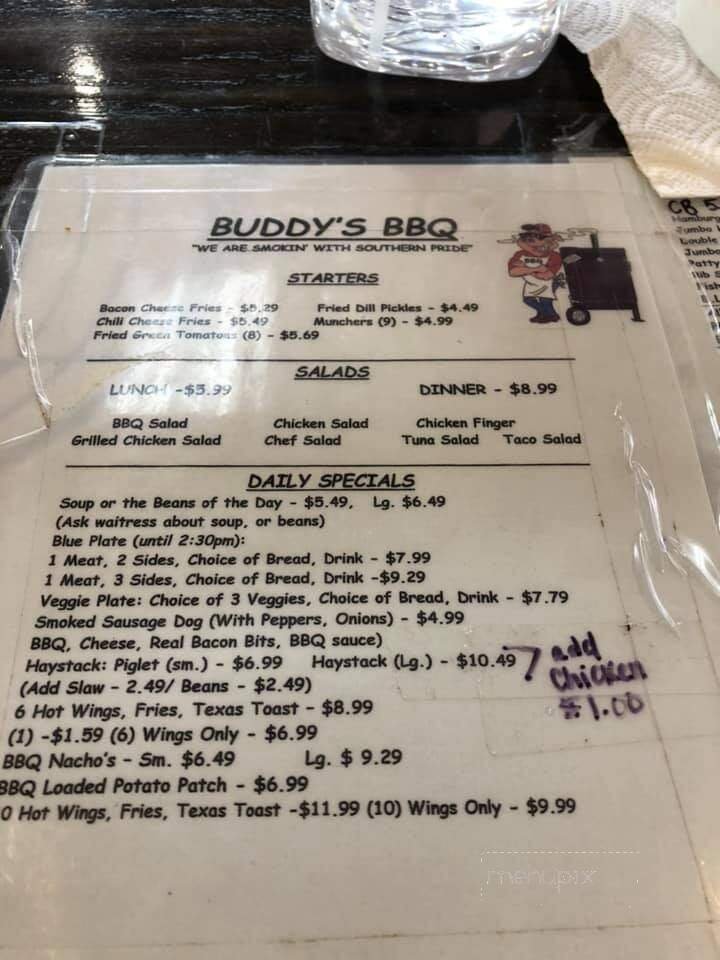 BUDDY'S BBQ
"WE ARE SMOKIN' WITH SOUTHERN PRIDE"
STARTERS
Bacon Cheese Fries - $5.29 Fried Dill Pickles - $4.49
Chili Cheese Fries - $5.49 Munchers (9) - $4.99
Fried Green Tomatoes (8) - $5.69
SALADS
LUNCH -$5.99 DINNER - $8.99
BBQ Salad Chicken Salad Chicken Finger
Grilled Chicken Salad Chef Salad Tuna Salad Taco Salad
DAILY SPECIALS
Soup or the Beans of the Day - $5.49, Lg. $6.49
(Ask waitress about soup, or beans)
Blue Plate (until 2:30pm):
1 Meat, 2 Sides, Choice of Bread, Drink - $7.99
1 Meat, 3 Sides, Choice of Bread, Drink -$9.29
Veggie Plate: Choice of 3 Veggies, Choice of Bread, Drink - $7.79
Smoked Sausage Dog (With Peppers, Onions) - $4.99
BBQ, Cheese, Real Bacon Bits, BBQ sauce)
Haystack: Piglet (sm.) - $6.99 Haystack (Lg.) - $10.49
add
Chicken
$1.00
(Add Slaw - 2.49/ Beans - $2.49)
6 Hot Wings, Fries, Texas Toast - $8.99
(1) -$1.59 (6) Wings Only - $6.99
BBQ Nacho's - Sm. $6.49 Lg. $ 9.29
BBQ Loaded Potato Patch - $6.99
0 Hot Wings, Fries, Texas Toast -$11.99 (10) Wings Only - $9.99
menupix
CB 5
Hamburg
Jumbo
Jumbo
Patty